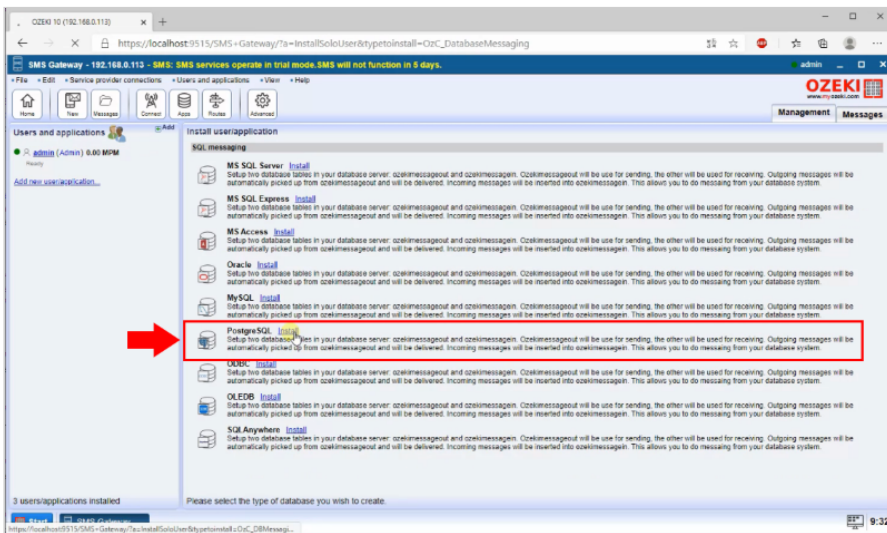 OZEKI 10 (192.168.0.113)
https://localhost:9515/SMS+Gateway/?a=InstallSoloUser&typetoinstall=OzC_DatabaseMessaging
SMS Gateway - 192.168.0.113 - SMS: SMS services operate in trial mode.SMS will not function in 5 days.
admin
File Edit Service provider connections Users and applications View Help
OZEKI
www.myozeki.com
Home New Messages Connect Apps Routes Advanced
Management Messages
Users and applications Add
admin (Admin) 0.00 MPM
Ready
Add new user/application...
Install user/application
SQL messaging
MS SQL Server Install
Setup two database tables in your database server: ozekimessageout and ozekimessagein. Ozekimessageout will be use for sending, the other will be used for receiving. Outgoing messages will be
automatically picked up from ozekimessageout and will be delivered. Incoming messages will be inserted into ozekimessagein. This allows you to do messaing from your database system.
MS SQL Express Install
Setup two database tables in your database server: ozekimessageout and ozekimessagein. Ozekimessageout will be use for sending, the other will be used for receiving. Outgoing messages will be
automatically picked up from ozekimessageout and will be delivered. Incoming messages will be inserted into ozekimessagein. This allows you to do messaing from your database system.
MS Access Install
Setup two database tables in your database server: ozekimessageout and ozekimessagein. Ozekimessageout will be use for sending, the other will be used for receiving. Outgoing messages will be
automatically picked up from ozekimessageout and will be delivered. Incoming messages will be inserted into ozekimessagein. This allows you to do messaing from your database system.
Oracle Install
Setup two database tables in your database server: ozekimessageout and ozekimessagein. Ozekimessageout will be use for sending, the other will be used for receiving. Outgoing messages will be
automatically picked up from ozekimessageout and will be delivered. Incoming messages will be inserted into ozekimessagein. This allows you to do messaing from your database system.
MySQL Install
Setup two database tables in your database server: ozekimessageout and ozekimessagein. Ozekimessageout will be use for sending, the other will be used for receiving. Outgoing messages will be
automatically picked up from ozekimessageout and will be delivered. Incoming messages will be inserted into ozekimessagein. This allows you to do messaing from your database system.
PostgreSQL Install
Setup two database tables in your database server: ozekimessageout and ozekimessagein. Ozekimessageout will be use for sending, the other will be used for receiving. Outgoing messages will be
automatically picked up from ozekimessageout and will be delivered. Incoming messages will be inserted into ozekimessagein. This allows you to do messaing from your database system.
ODBC Install
Setup two database tables in your database server: ozekimessageout and ozekimessagein. Ozekimessageout will be use for sending, the other will be used for receiving. Outgoing messages will be
automatically picked up from ozekimessageout and will be delivered. Incoming messages will be inserted into ozekimessagein. This allows you to do messaing from your database system.
OLEDB Install
Setup two database tables in your database server: ozekimessageout and ozekimessagein. Ozekimessageout will be use for sending, the other will be used for receiving. Outgoing messages will be
automatically picked up from ozekimessageout and will be delivered. Incoming messages will be inserted into ozekimessagein. This allows you to do messaing from your database system.
SQLAnywhere Install
Setup two database tables in your database server: ozekimessageout and ozekimessagein. Ozekimessageout will be use for sending, the other will be used for receiving. Outgoing messages will be
automatically picked up from ozekimessageout and will be delivered. Incoming messages will be inserted into ozekimessagein. This allows you to do messaing from your database system.
3 users/applications installed
Please select the type of database you wish to create.
Start SMS Gateway 9:32
https://localhost:9515/SMS+Gateway/?a=InstallSoloUser&typetoinstall=OzC_DBMessagi...